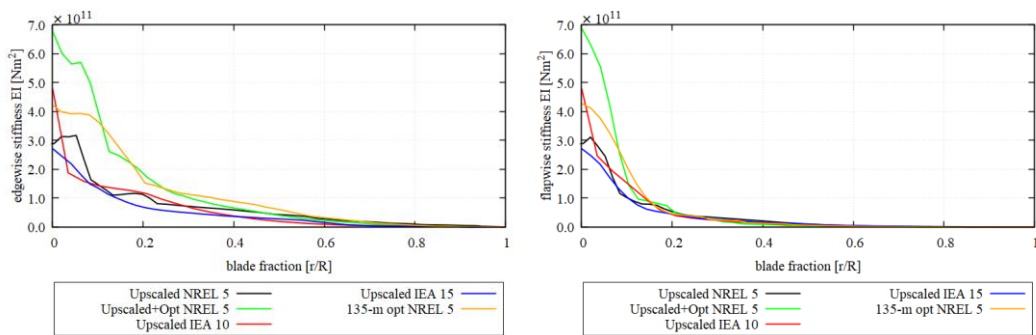 × 10¹¹
7.0
6.0
5.0
4.0
3.0
2.0
1.0
0.0
edgewise stiffness EI [Nm²]
0 0.2 0.4 0.6 0.8 1
blade fraction [r/R]
Upscaled NREL 5
Upscaled IEA 15
Upscaled+Opt NREL 5
135-m opt NREL 5
Upscaled IEA 10
× 10¹¹
7.0
6.0
5.0
4.0
3.0
2.0
1.0
0.0
flapwise stiffness EI [Nm²]
0 0.2 0.4 0.6 0.8 1
blade fraction [r/R]
Upscaled NREL 5
Upscaled IEA 15
Upscaled+Opt NREL 5
135-m opt NREL 5
Upscaled IEA 10